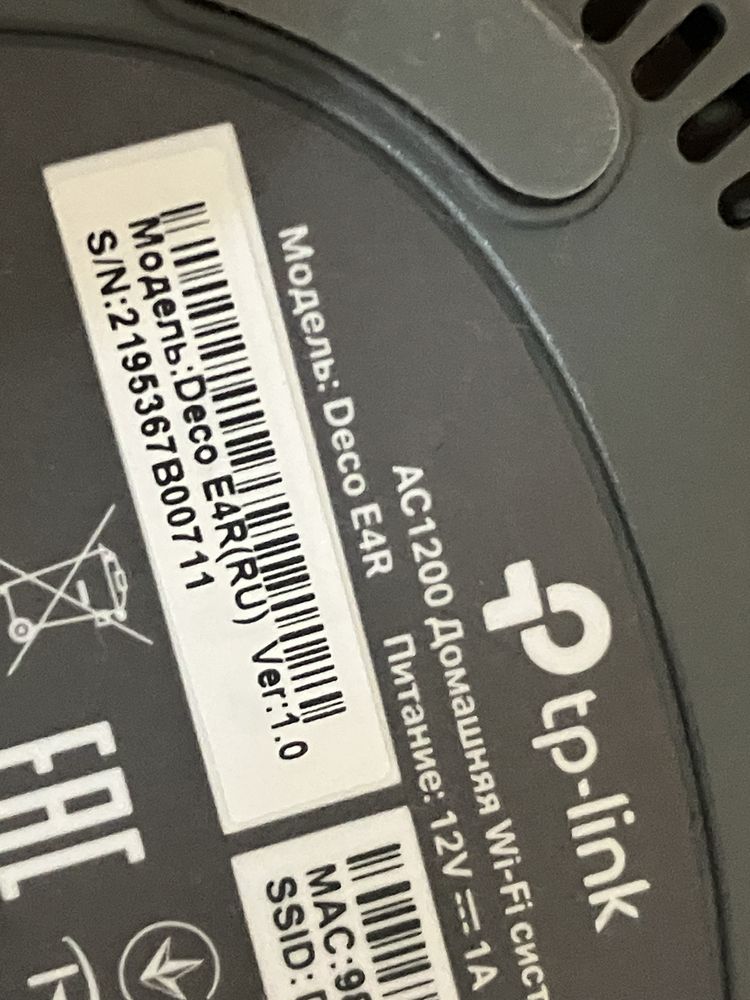 tp-link
AC1200 Домашняя Wi-Fi
Модель: Deco E4R
Питание: 12V ⎓ 1A
Модель:Deco E4R(RU) Ver:1.0
S/N:2195367B00711
MAC:98
SSID:
EAC